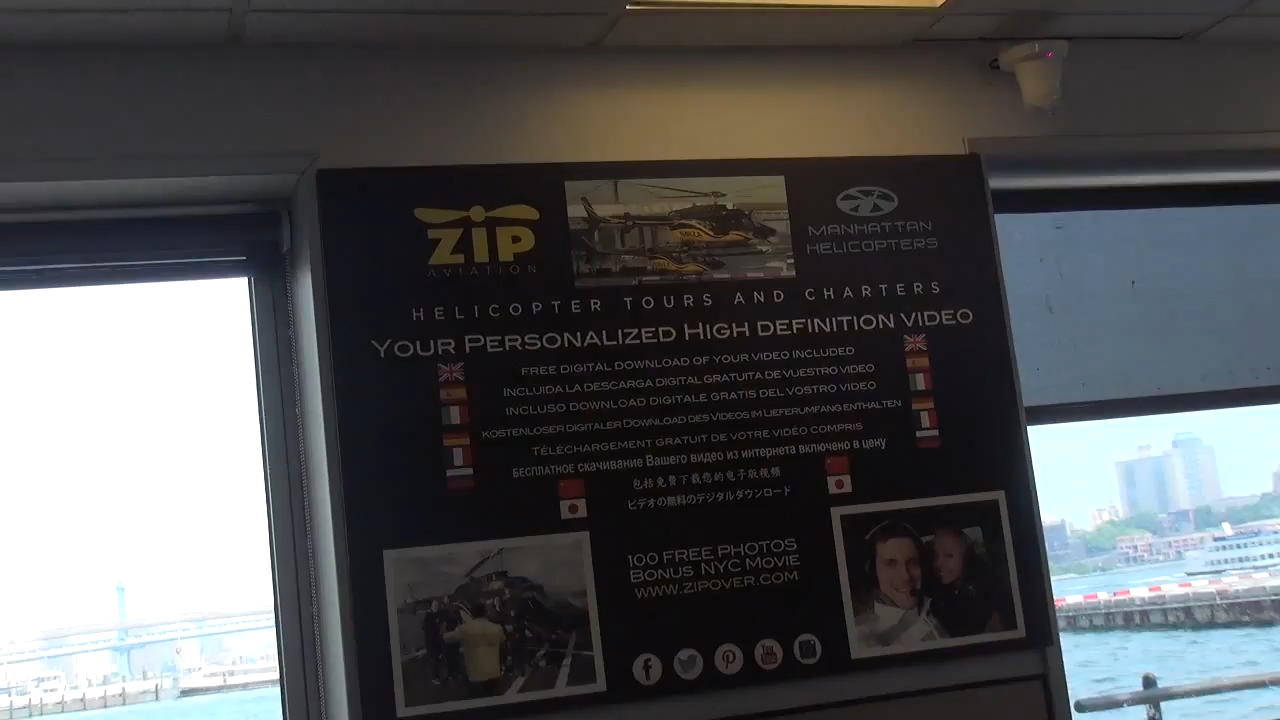 ZIP
AVIATION
MANHATTAN
HELICOPTERS
HELICOPTER TOURS AND CHARTERS
YOUR PERSONALIZED HIGH DEFINITION VIDEO
FREE DIGITAL DOWNLOAD OF YOUR VIDEO INCLUDED
INCLUIDA LA DESCARGA DIGITAL GRATUITA DE VUESTRO VIDEO
INCLUSO DOWNLOAD DIGITALE GRATIS DEL VOSTRO VIDEO
KOSTENLOSER DIGITALER DOWNLOAD DES VIDEOS IM LIEFERUMFANG ENTHALTEN
TÉLÉCHARGEMENT GRATUIT DE VOTRE VIDÉO COMPRIS
БЕСПЛАТНОЕ скачивание Вашего видео из интернета включено в цену
包括免费下载您的电子版视频
ビデオの無料のデジタルダウンロード
100 FREE PHOTOS
BONUS NYC MOVIE
WWW.ZIPOVER.COM
You Tube